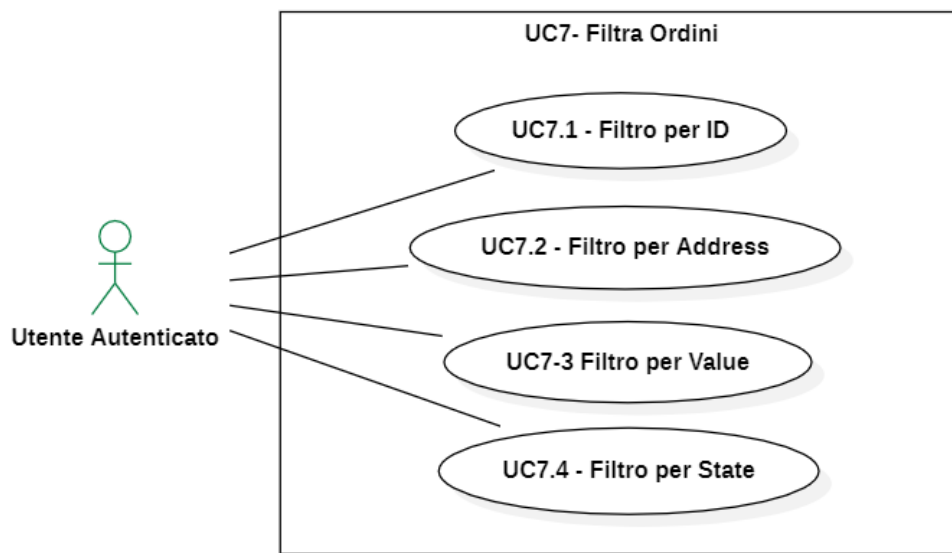 UC7- Filtra Ordini
UC7.1 - Filtro per ID
UC7.2 - Filtro per Address
Utente Autenticato
UC7-3 Filtro per Value
UC7.4 - Filtro per State